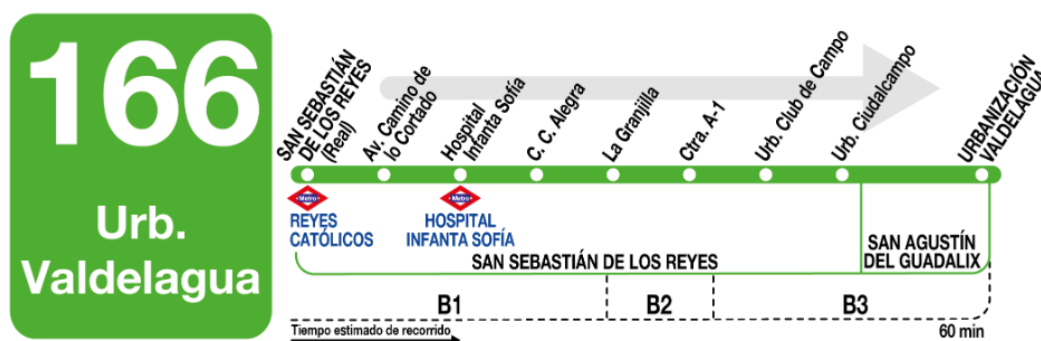 166
Urb.
Valdelagua
SAN SEBASTIÁN
DE LOS REYES
(Real)
Av. Camino de
lo Cortado
Hospital
Infanta Sofía
C. C. Alegra
La Granjilla
Ctra. A-1
Urb. Club de Campo
Urb. Ciudalcampo
URBANIZACIÓN
VALDELAGUA
Metro
REYES
CATÓLICOS
Metro
HOSPITAL
INFANTA SOFÍA
SAN SEBASTIÁN DE LOS REYES
SAN AGUSTÍN
DEL GUADALIX
B1
B2
B3
Tiempo estimado de recorrido
60 min